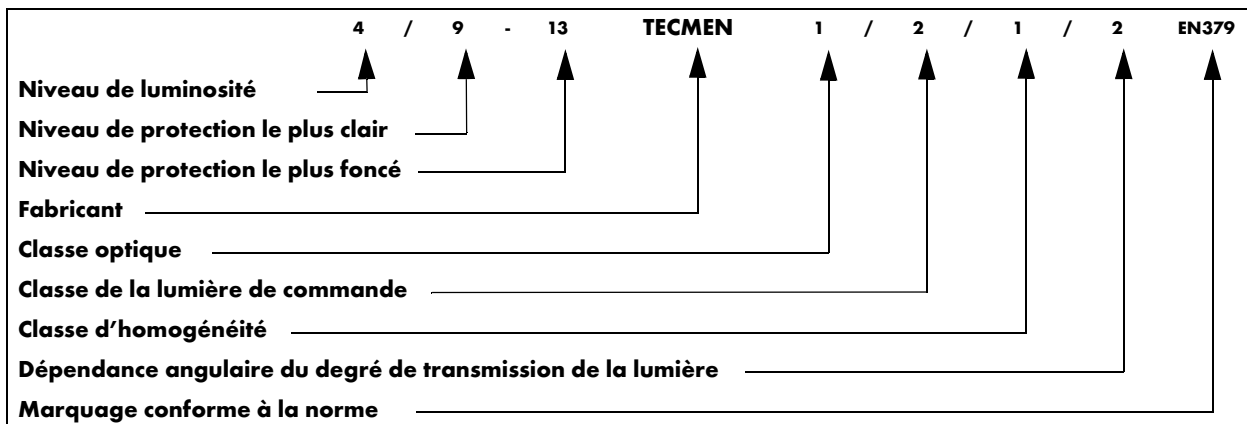 4 / 9 - 13 TECMEN 1 / 2 / 1 / 2 EN379
Niveau de luminosité
Niveau de protection le plus clair
Niveau de protection le plus foncé
Fabricant
Classe optique
Classe de la lumière de commande
Classe d’homogénéité
Dépendance angulaire du degré de transmission de la lumière
Marquage conforme à la norme